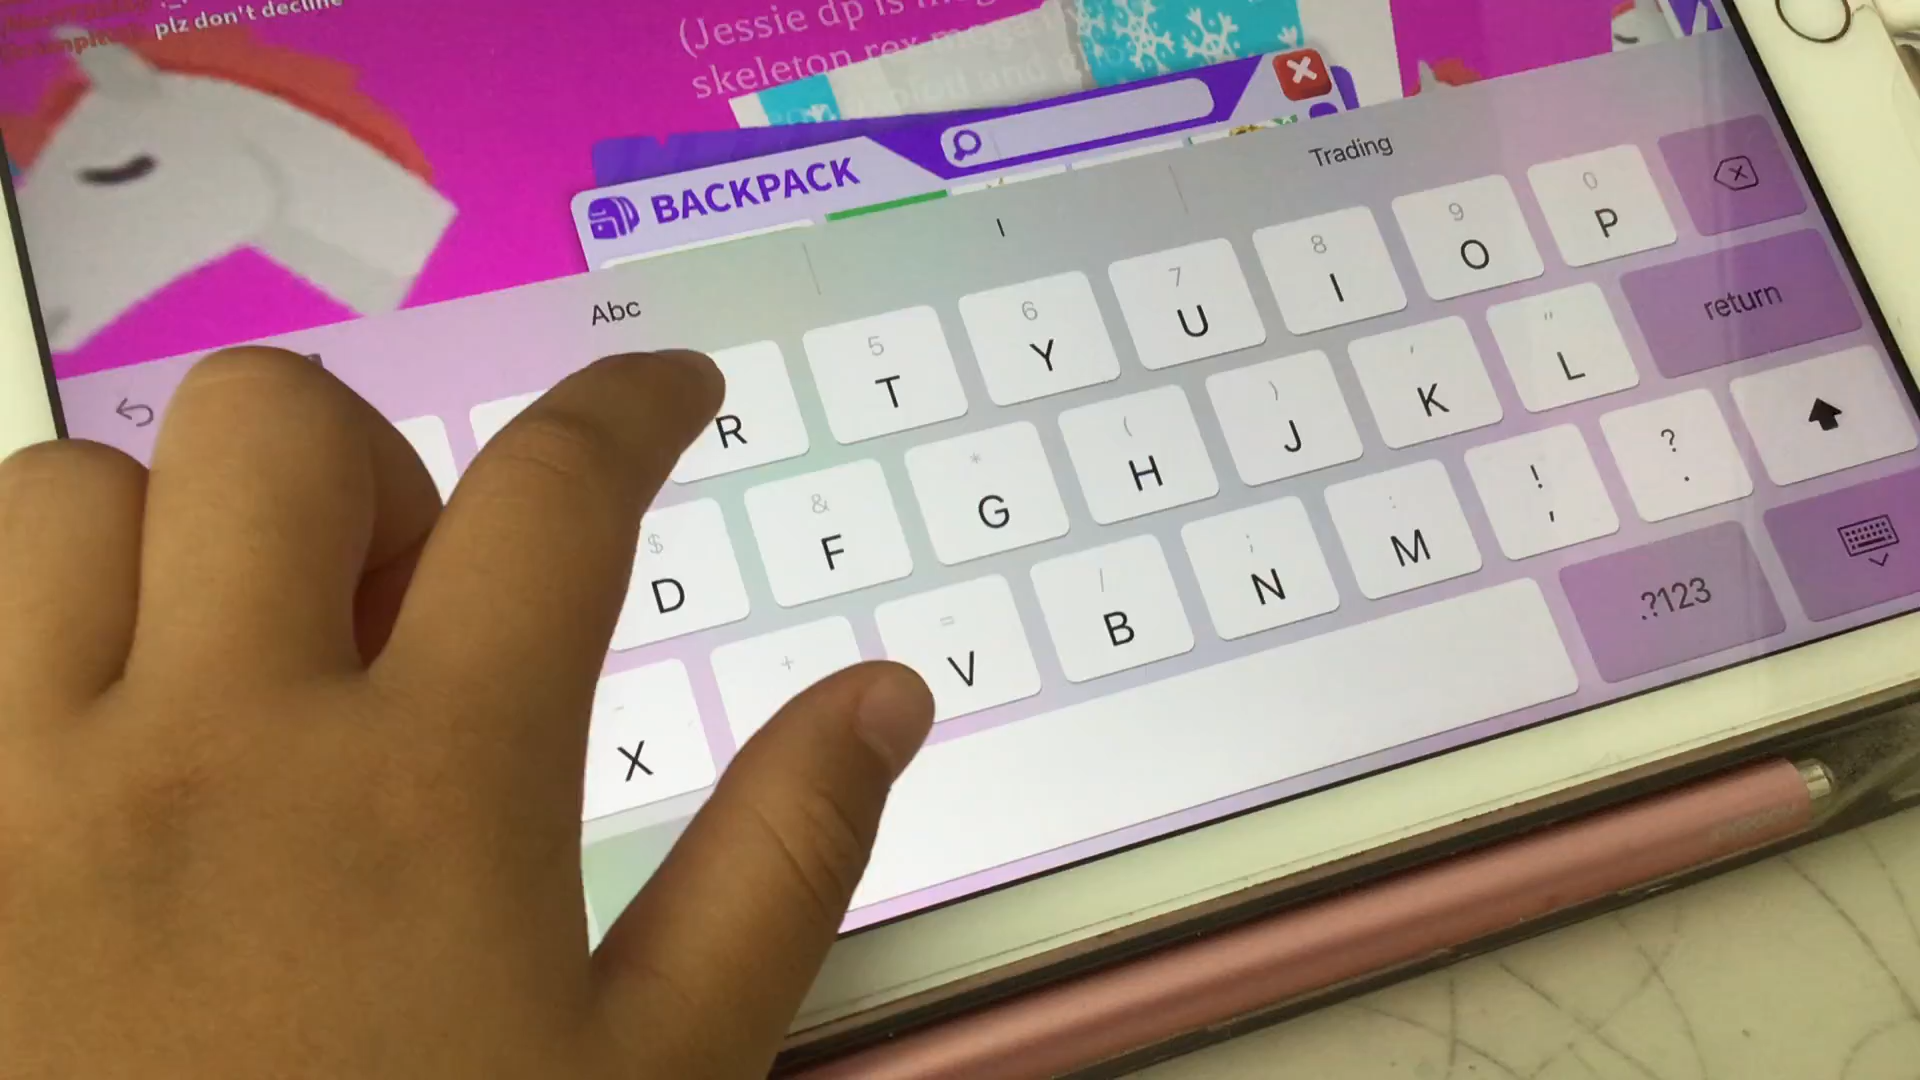 plz don't decline
(Jessie dp is
skeleton rex
BACKPACK
Abc
I
Trading
5 6 7 8 9 0
R T Y U I O P
return
$ & * ( ) ' "
D F G H J K L
- + = / ; : ! ?
X V B N M , .
?123